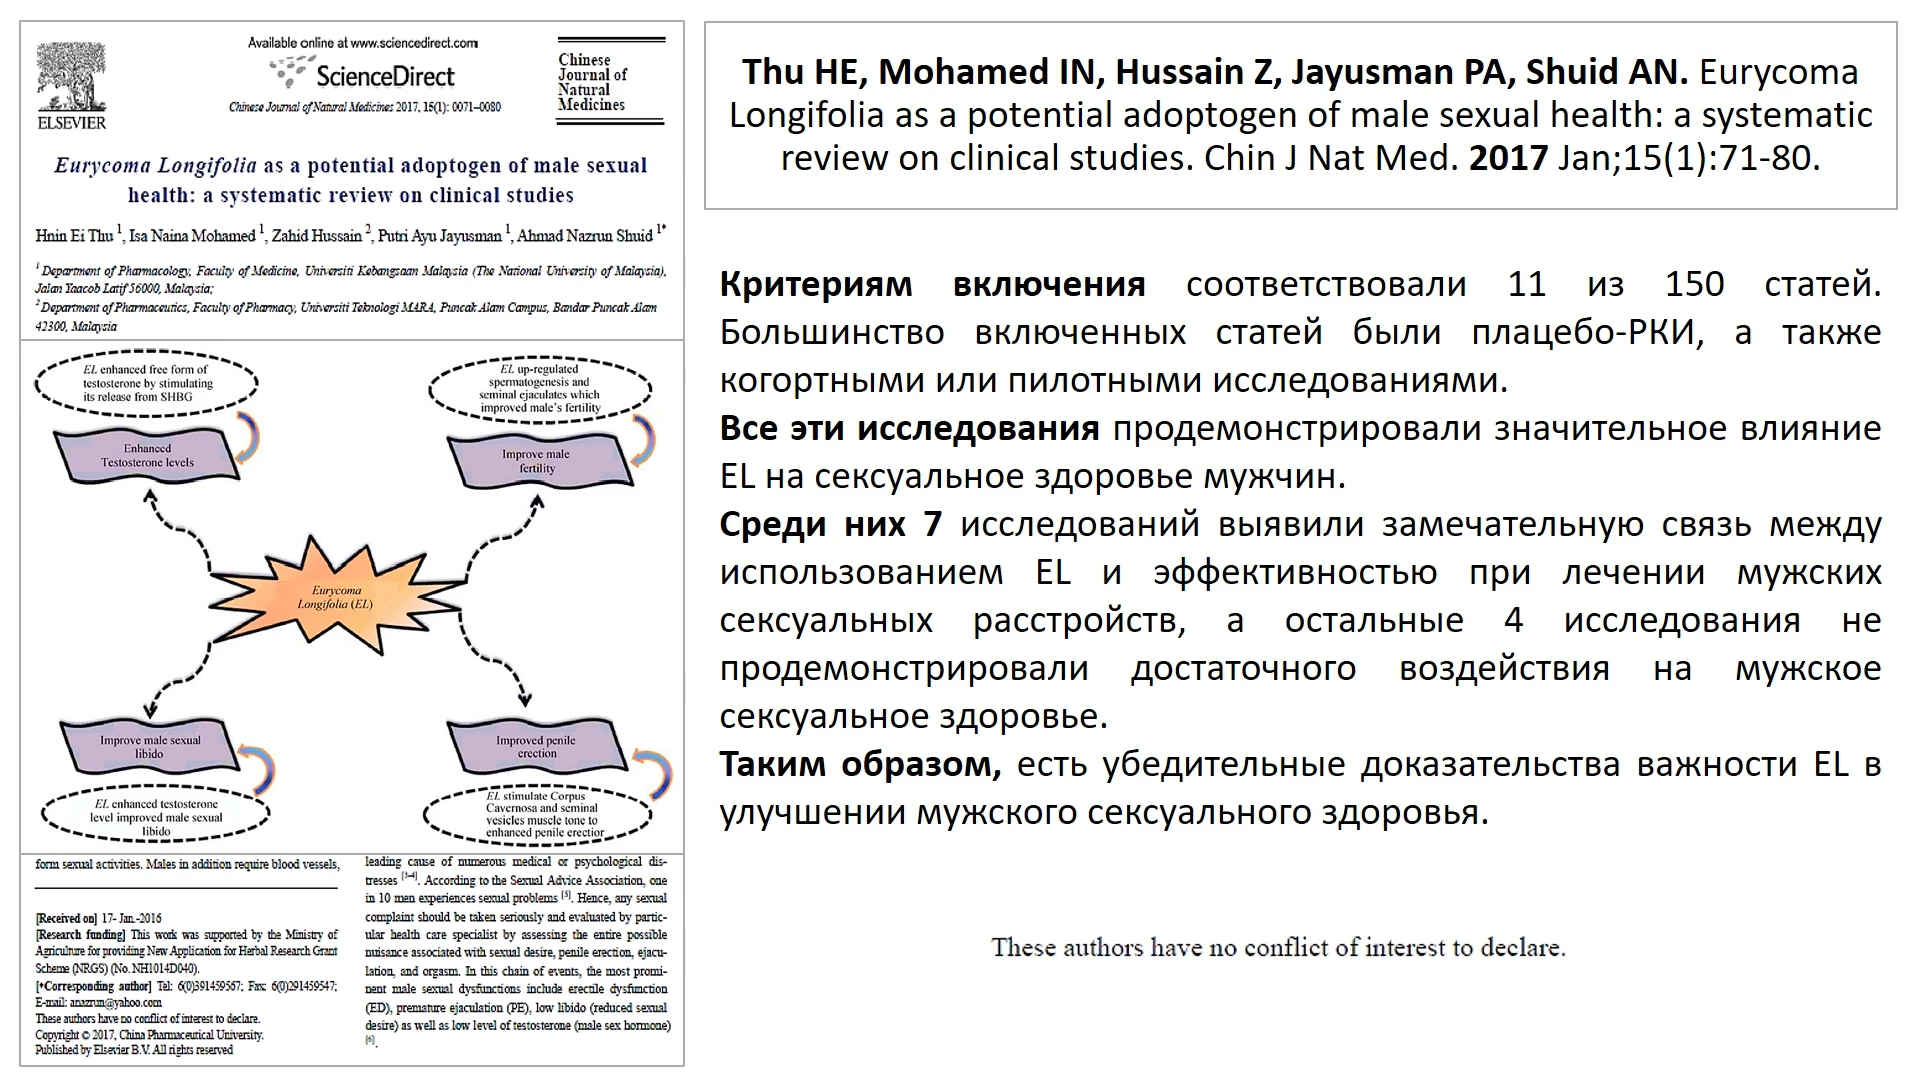 Available online at www.sciencedirect.com
ScienceDirect
Chinese Journal of Natural Medicines 2017, 15(1): 0071–0080
ELSEVIER
Chinese
Journal of
Natural
Medicines
Eurycoma Longifolia as a potential adoptogen of male sexual
health: a systematic review on clinical studies
Hnin Ei Thu 1, Isa Naina Mohamed 1, Zahid Hussain 2, Putri Ayu Jayusman 1, Ahmad Nazrun Shuid 1*
1 Department of Pharmacology, Faculty of Medicine, Universiti Kebangsaan Malaysia (The National University of Malaysia),
Jalan Yaacob Latif 56000, Malaysia;
2 Department of Pharmaceutics, Faculty of Pharmacy, Universiti Teknologi MARA, Puncak Alam Campus, Bandar Puncak Alam
42300, Malaysia
EL enhanced free form of
testosterone by stimulating
its release from SHBG
Enhanced
Testosterone levels
EL up-regulated
spermatogenesis and
seminal ejaculates which
improved male's fertility
Improve male
fertility
Eurycoma
Longifolia (EL)
Improve male sexual
libido
EL enhanced testosterone
level improved male sexual
libido
Improved penile
erection
EL stimulate Corpus
Cavernosa and seminal
vesicles muscle tone to
enhanced penile erectior
form sexual activities. Males in addition require blood vessels,
[Received on] 17- Jan.-2016
[Research funding] This work was supported by the Ministry of
Agriculture for providing New Application for Herbal Research Grant
Scheme (NRGS) (No. NH1014D040).
[*Corresponding author] Tel: 6(0)391459567; Fax: 6(0)291459547;
E-mail: anazrun@yahoo.com
These authors have no conflict of interest to declare.
Copyright © 2017, China Pharmaceutical University.
Published by Elsevier B.V. All rights reserved
leading cause of numerous medical or psychological dis-
tresses [3-4]. According to the Sexual Advice Association, one
in 10 men experiences sexual problems [5]. Hence, any sexual
complaint should be taken seriously and evaluated by partic-
ular health care specialist by assessing the entire possible
nuisance associated with sexual desire, penile erection, ejacu-
lation, and orgasm. In this chain of events, the most promi-
nent male sexual dysfunctions include erectile dysfunction
(ED), premature ejaculation (PE), low libido (reduced sexual
desire) as well as low level of testosterone (male sex hormone)
[6].
Thu HE, Mohamed IN, Hussain Z, Jayusman PA, Shuid AN. Eurycoma
Longifolia as a potential adoptogen of male sexual health: a systematic
review on clinical studies. Chin J Nat Med. 2017 Jan;15(1):71-80.
Критериям включения соответствовали 11 из 150 статей.
Большинство включенных статей были плацебо-РКИ, а также
когортными или пилотными исследованиями.
Все эти исследования продемонстрировали значительное влияние
EL на сексуальное здоровье мужчин.
Среди них 7 исследований выявили замечательную связь между
использованием EL и эффективностью при лечении мужских
сексуальных расстройств, а остальные 4 исследования не
продемонстрировали достаточного воздействия на мужское
сексуальное здоровье.
Таким образом, есть убедительные доказательства важности EL в
улучшении мужского сексуального здоровья.
These authors have no conflict of interest to declare.